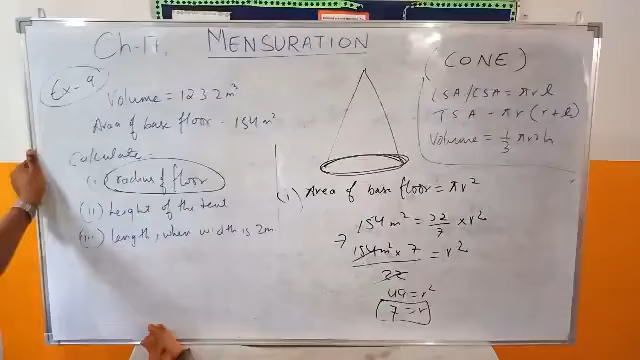 Ch-17. MENSURATION
Ex-9
Volume = 1232 m³
Area of base floor - 154 m²
Calculate
(i) radius of floor
(ii) height of the tent
(iii) length, when width is 2m
(CONE)
LSA/CSA = πrl
TSA - πr(r+l)
Volume = 1/3 πr²h
(i) Area of base floor = πr²
154 m² = 22/7 × r²
7
154 m² × 7 / 22 = r²
49 = r²
7 = r